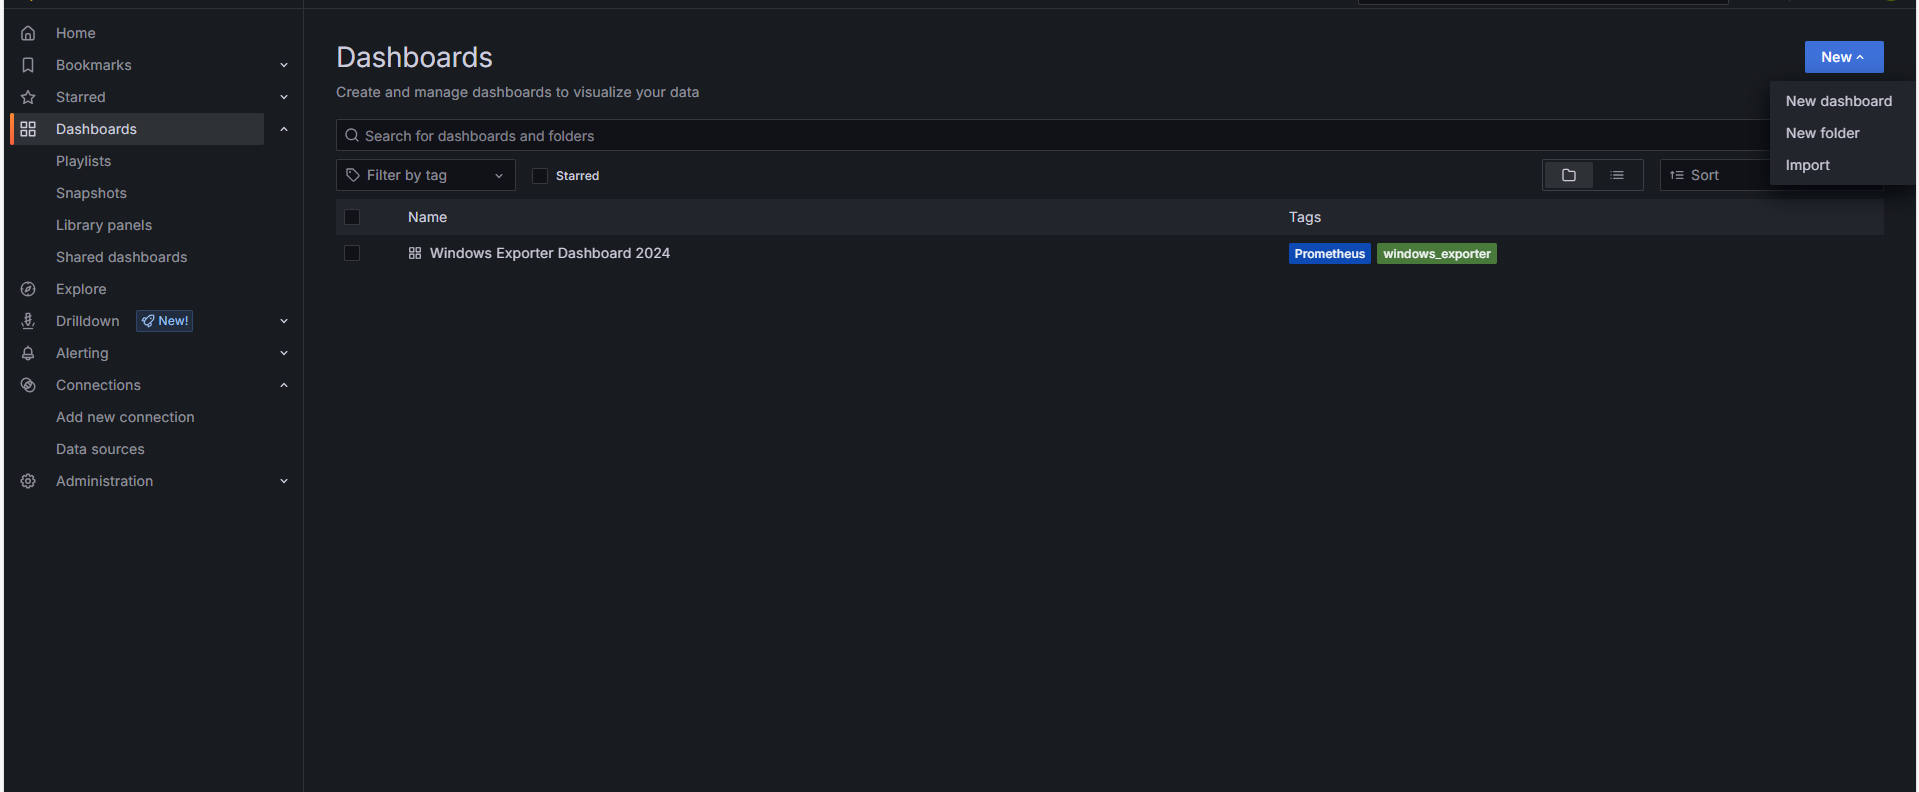 Home
Bookmarks
Starred
Dashboards
Playlists
Snapshots
Library panels
Shared dashboards
Explore
Drilldown New!
Alerting
Connections
Add new connection
Data sources
Administration
Dashboards
New
Create and manage dashboards to visualize your data
New dashboard
New folder
Import
Search for dashboards and folders
Filter by tag
Starred
Sort
Name Tags
Windows Exporter Dashboard 2024 Prometheus windows_exporter